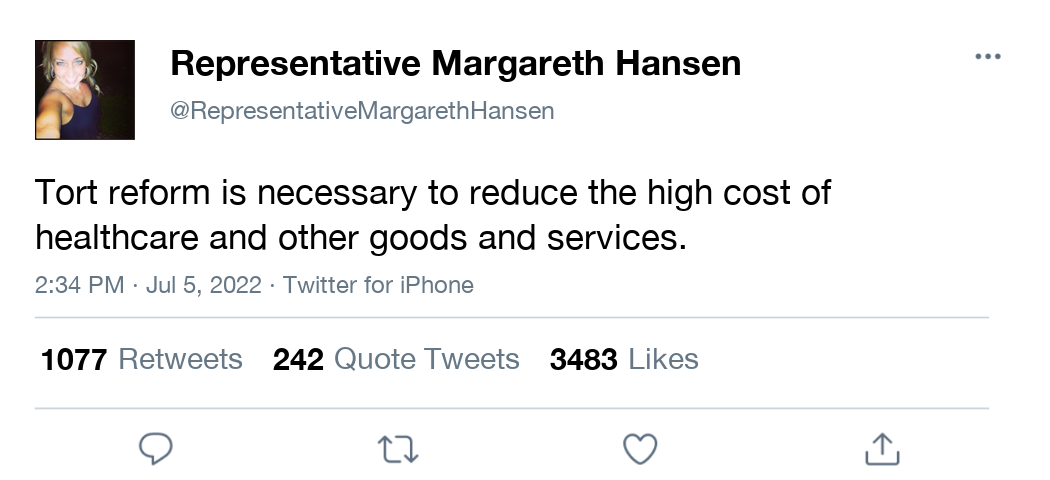 Representative Margareth Hansen
@RepresentativeMargarethHansen
Tort reform is necessary to reduce the high cost of
healthcare and other goods and services.
2:34 PM · Jul 5, 2022 · Twitter for iPhone
1077 Retweets 242 Quote Tweets 3483 Likes